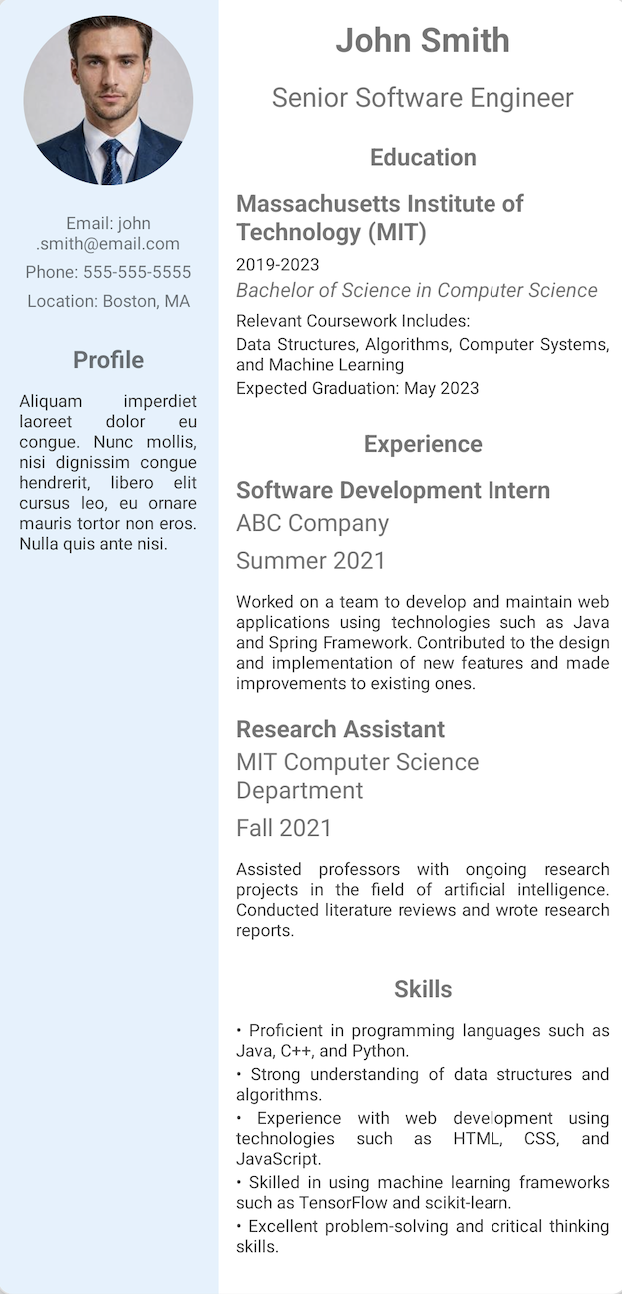 John Smith
Senior Software Engineer
Email: john
.smith@email.com
Phone: 555-555-5555
Location: Boston, MA
Profile
Aliquam imperdiet
laoreet dolor eu
congue. Nunc mollis,
nisi dignissim congue
hendrerit, libero elit
cursus leo, eu ornare
mauris tortor non eros.
Nulla quis ante nisi.
Education
Massachusetts Institute of
Technology (MIT)
2019-2023
Bachelor of Science in Computer Science
Relevant Coursework Includes:
Data Structures, Algorithms, Computer Systems,
and Machine Learning
Expected Graduation: May 2023
Experience
Software Development Intern
ABC Company
Summer 2021
Worked on a team to develop and maintain web
applications using technologies such as Java
and Spring Framework. Contributed to the design
and implementation of new features and made
improvements to existing ones.
Research Assistant
MIT Computer Science
Department
Fall 2021
Assisted professors with ongoing research
projects in the field of artificial intelligence.
Conducted literature reviews and wrote research
reports.
Skills
• Proficient in programming languages such as
Java, C++, and Python.
• Strong understanding of data structures and
algorithms.
• Experience with web development using
technologies such as HTML, CSS, and
JavaScript.
• Skilled in using machine learning frameworks
such as TensorFlow and scikit-learn.
• Excellent problem-solving and critical thinking
skills.